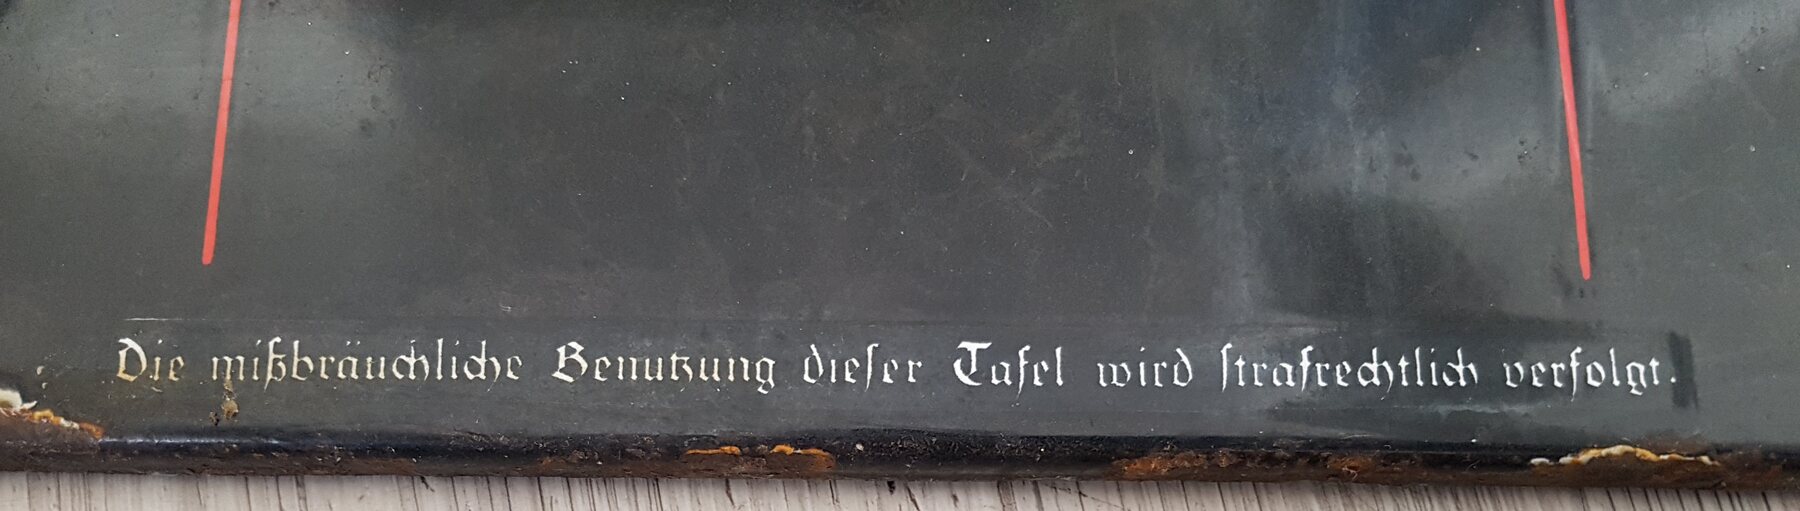 Die mißbräuchliche Benutzung dieser Tafel wird strafrechtlich verfolgt.